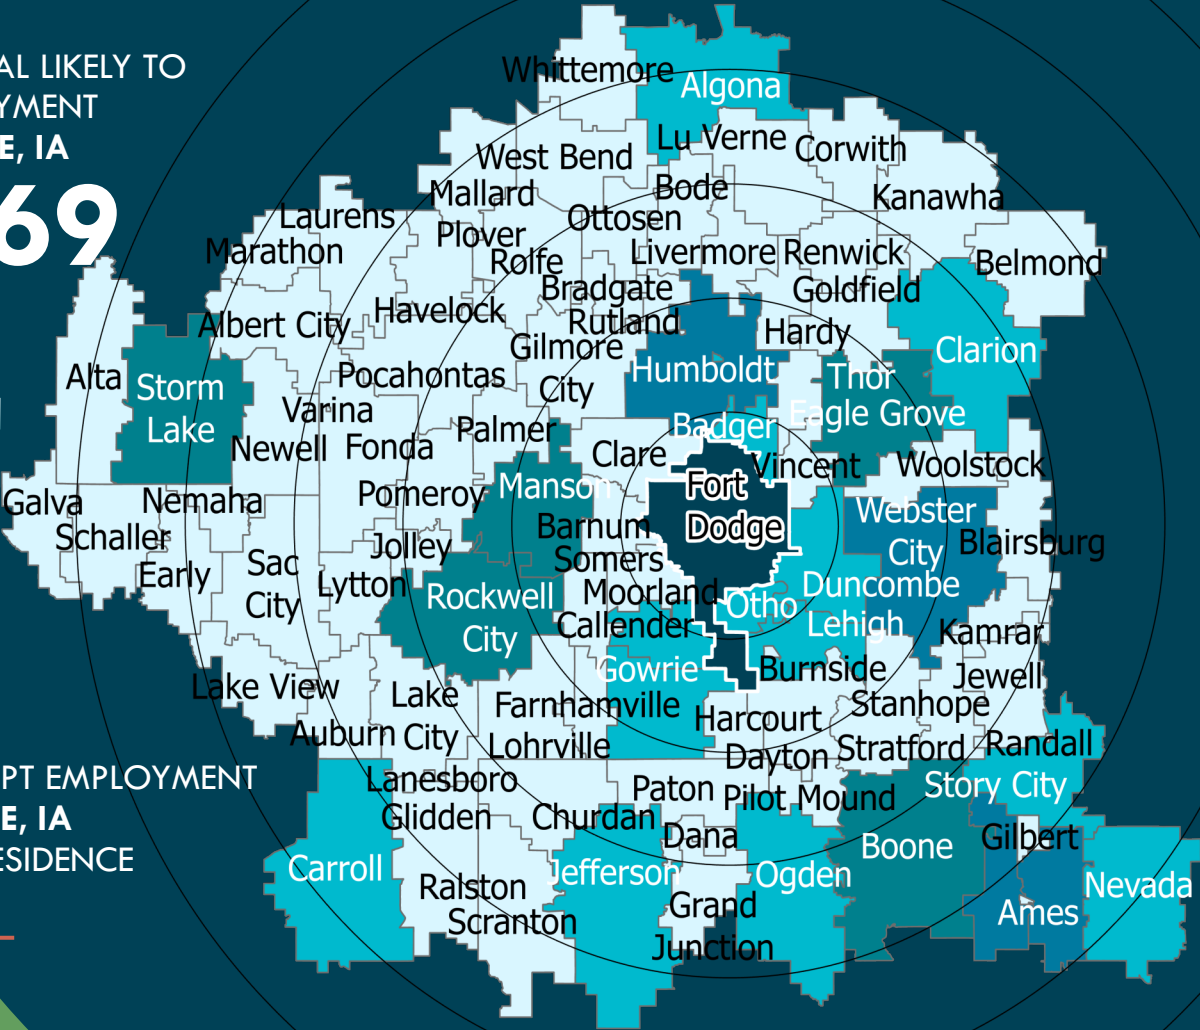 AL LIKELY TO
YMENT
E, IA
69
PT EMPLOYMENT
E, IA
ESIDENCE
Whittemore
Algona
Lu Verne
Corwith
West Bend
Bode
Mallard
Kanawha
Laurens
Ottosen
Plover
Marathon
Livermore
Renwick
Rolfe
Belmond
Bradgate
Goldfield
Havelock
Albert City
Rutland
Hardy
Gilmore
City
Clarion
Humboldt
Pocahontas
Alta
Thor
Storm
Lake
Varina
Eagle Grove
Badger
Palmer
Newell
Fonda
Clare
Vincent
Woolstock
Fort
Dodge
Manson
Pomeroy
Galva
Nemaha
Webster
City
Barnum
Schaller
Blairsburg
Jolley
Somers
Early
Sac
City
Lytton
Duncombe
Moorland
Rockwell
City
Otho
Lehigh
Callender
Kamrar
Gowrie
Burnside
Jewell
Lake View
Lake
City
Farnhamville
Stanhope
Harcourt
Auburn
Lohrville
Dayton
Stratford
Randall
Lanesboro
Paton
Pilot Mound
Story City
Glidden
Churdan
Dana
Gilbert
Boone
Carroll
Jefferson
Ogden
Ralston
Nevada
Grand
Junction
Ames
Scranton